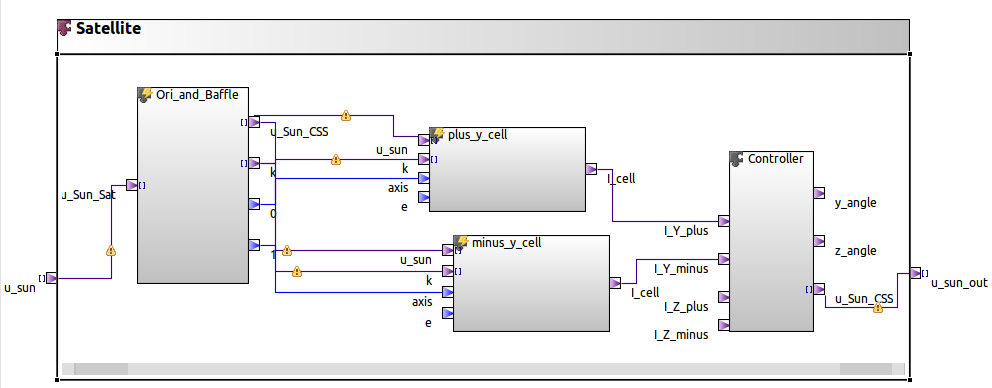 Satellite
Ori_and_Baffle
u_Sun_CSS
k
0
1
u_Sun_Sat
u_sun
plus_y_cell
u_sun
k
axis
e
I_cell
minus_y_cell
u_sun
k
axis
e
I_cell
Controller
I_Y_plus
I_Y_minus
I_Z_plus
I_Z_minus
y_angle
z_angle
u_Sun_CSS
u_sun_out